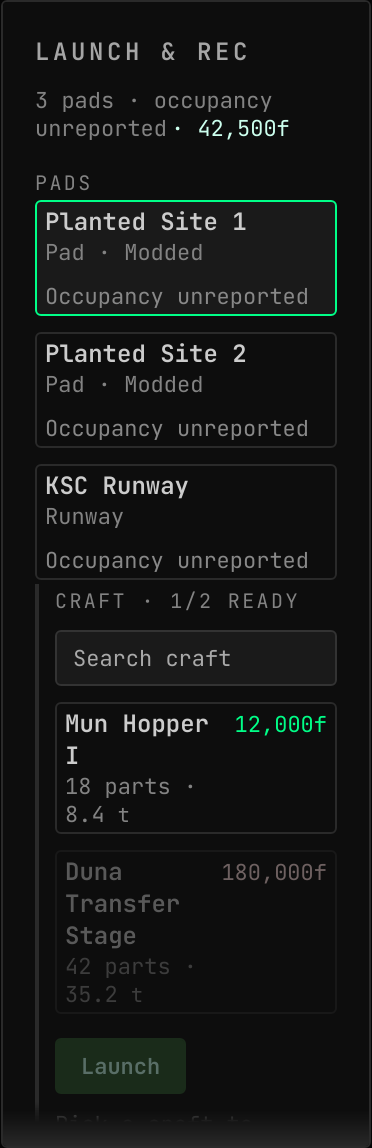 LAUNCH & REC
3 pads · occupancy
unreported · 42,500f
PADS
Planted Site 1
Pad · Modded
Occupancy unreported
Planted Site 2
Pad · Modded
Occupancy unreported
KSC Runway
Runway
Occupancy unreported
CRAFT · 1/2 READY
Search craft
Mun Hopper 12,000f
I
18 parts ·
8.4 t
Duna 180,000f
Transfer
Stage
42 parts ·
35.2 t
Launch